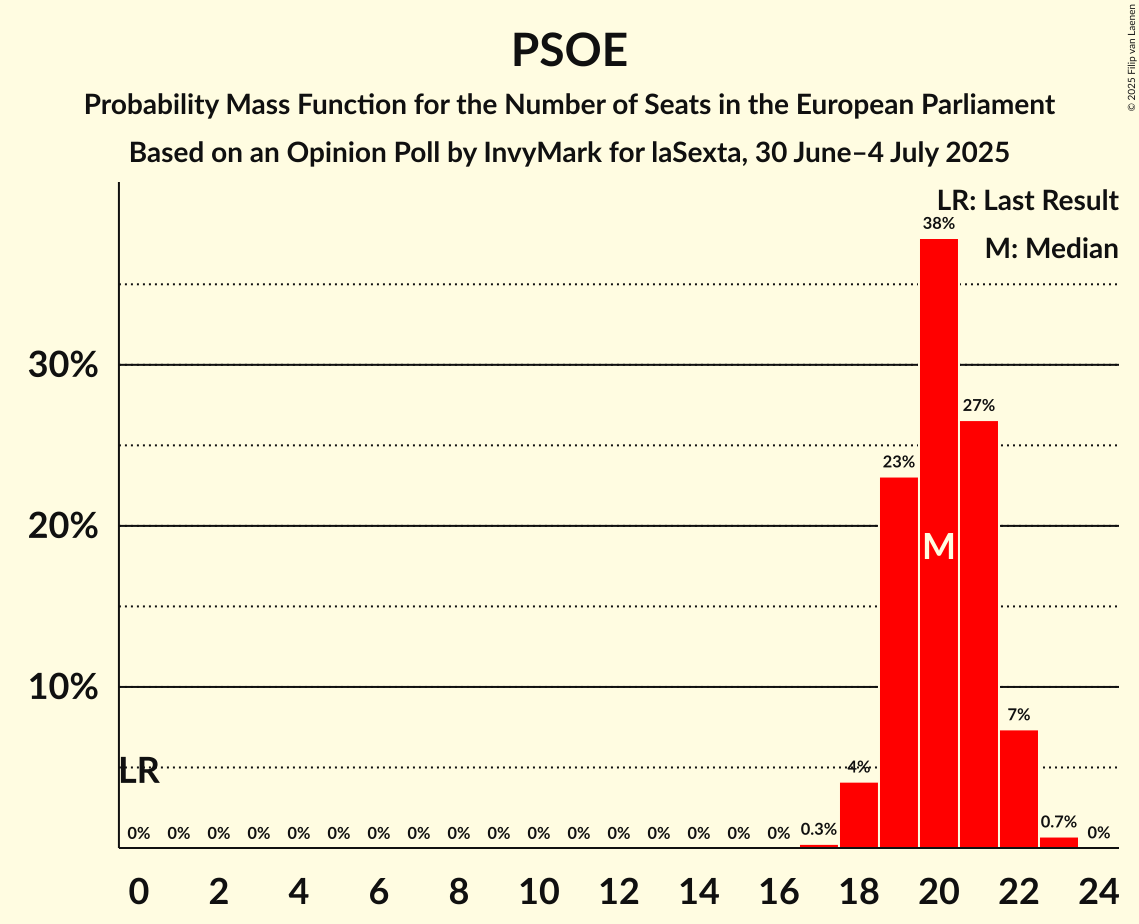 PSOE
Probability Mass Function for the Number of Seats in the European Parliament
Based on an Opinion Poll by InvyMark for laSexta, 30 June–4 July 2025
© 2025 Filip van Laenen
LR: Last Result
M: Median
38%
30%
27%
23%
20%
M
10%
7%
LR
4%
0% 0% 0% 0% 0% 0% 0% 0% 0% 0% 0% 0% 0% 0% 0% 0% 0% 0.3% 0.7% 0%
0 2 4 6 8 10 12 14 16 18 20 22 24